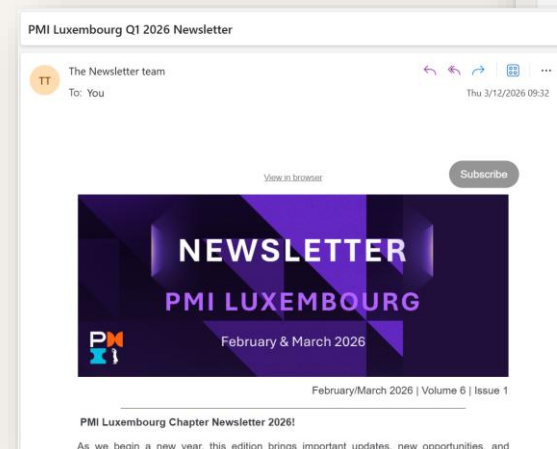 PMI Luxembourg Q1 2026 Newsletter
TT
The Newsletter team
To: You
Thu 3/12/2026 09:32
View in browser
Subscribe
NEWSLETTER
PMI LUXEMBOURG
February & March 2026
PMI
February/March 2026 | Volume 6 | Issue 1
PMI Luxembourg Chapter Newsletter 2026!
As we begin a new year, this edition brings important updates, new opportunities, and